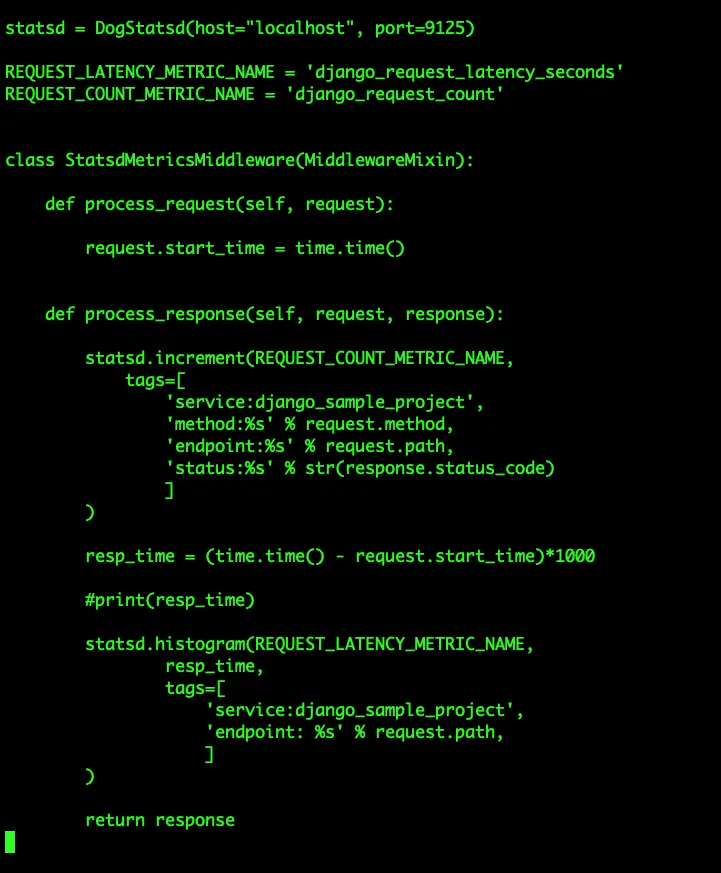 statsd = DogStatsd(host="localhost", port=9125)
REQUEST_LATENCY_METRIC_NAME = 'django_request_latency_seconds'
REQUEST_COUNT_METRIC_NAME = 'django_request_count'
class StatsdMetricsMiddleware(MiddlewareMixin):
    def process_request(self, request):
        request.start_time = time.time()
    def process_response(self, request, response):
        statsd.increment(REQUEST_COUNT_METRIC_NAME,
            tags=[
                'service:django_sample_project',
                'method:%s' % request.method,
                'endpoint:%s' % request.path,
                'status:%s' % str(response.status_code)
                ]
        )
        resp_time = (time.time() - request.start_time)*1000
        #print(resp_time)
        statsd.histogram(REQUEST_LATENCY_METRIC_NAME,
                resp_time,
                tags=[
                    'service:django_sample_project',
                    'endpoint: %s' % request.path,
                    ]
        )
        return response